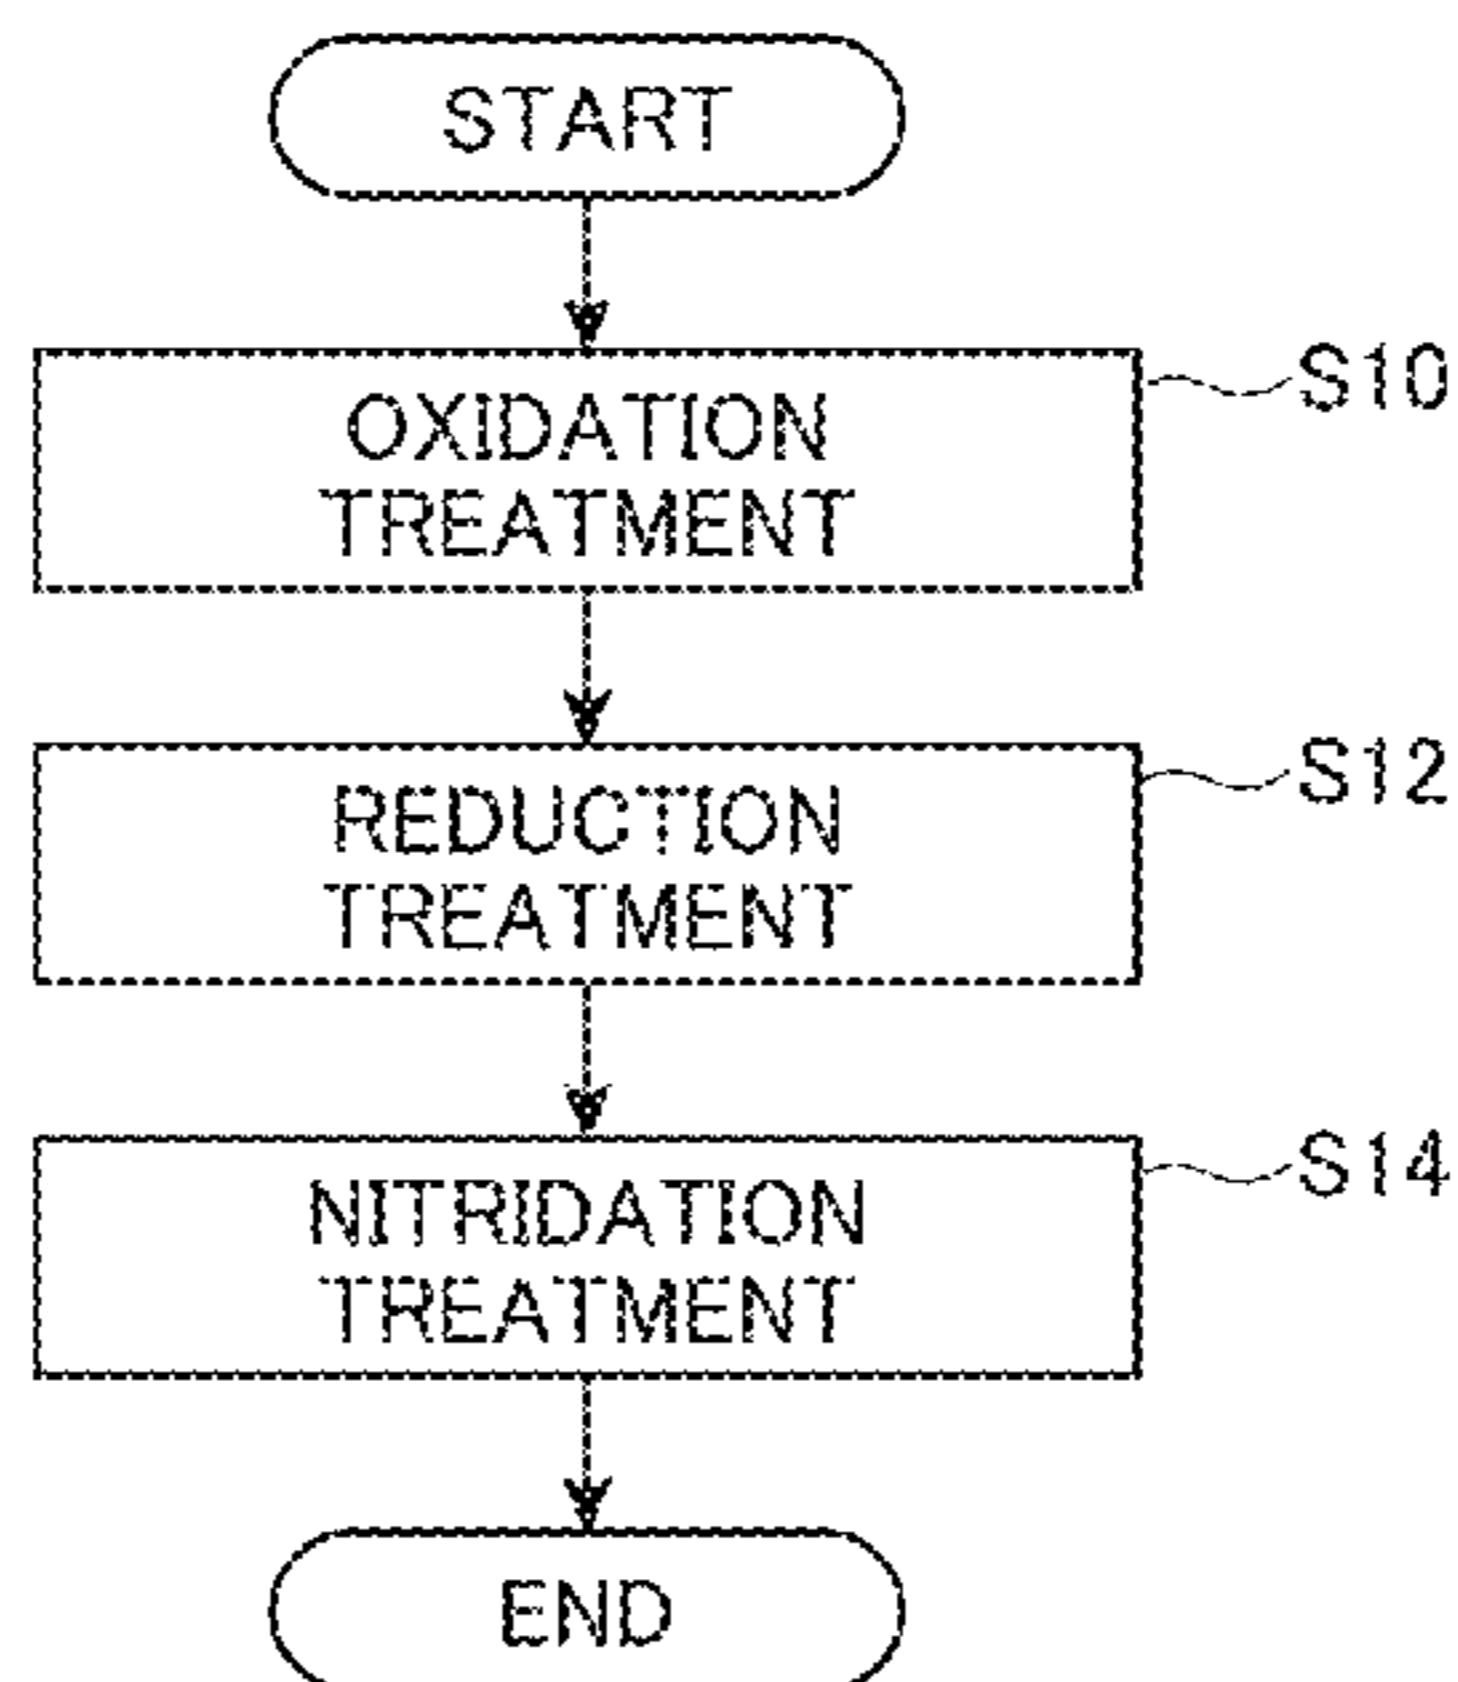 START
OXIDATION
TREATMENT
S10
REDUCTION
TREATMENT
S12
NITRIDATION
TREATMENT
S14
END